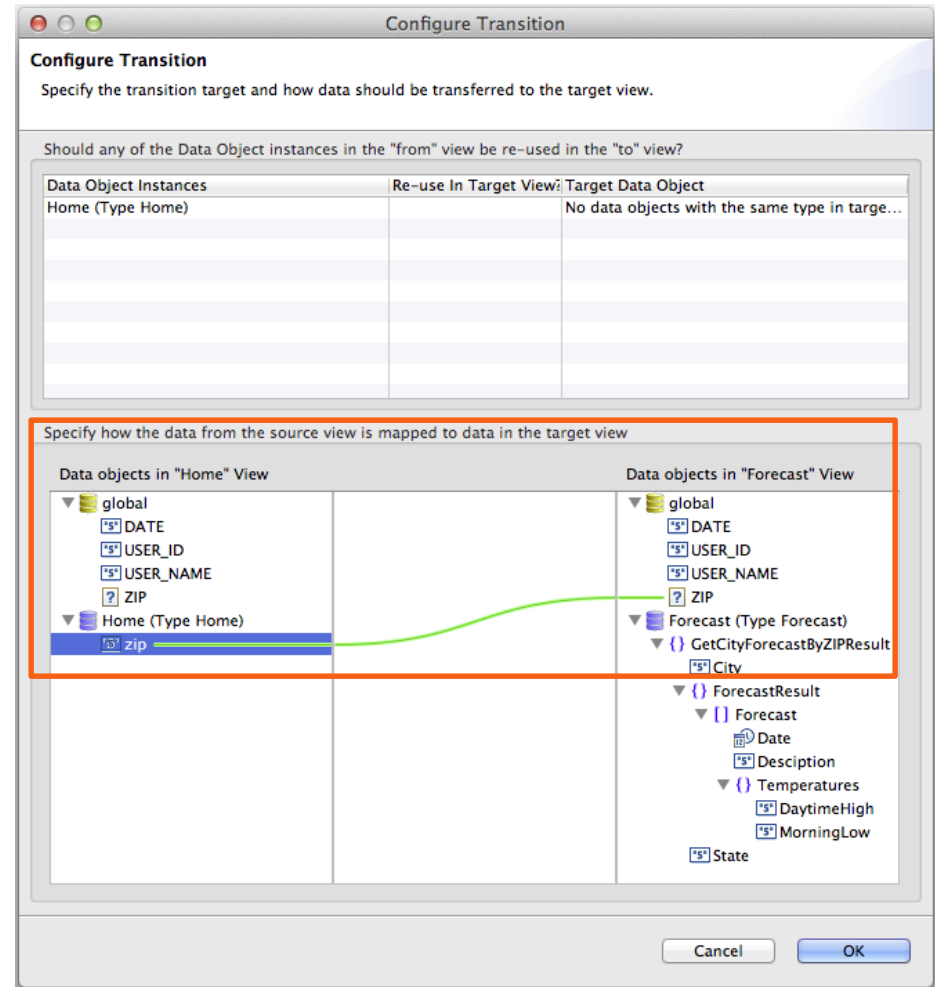 Configure Transition
Configure Transition
Specify the transition target and how data should be transferred to the target view.
Should any of the Data Object instances in the "from" view be re-used in the "to" view?
Data Object Instances Re-use In Target View? Target Data Object
Home (Type Home) No data objects with the same type in targe...
Specify how the data from the source view is mapped to data in the target view
Data objects in "Home" View Data objects in "Forecast" View
global global
DATE DATE
USER_ID USER_ID
USER_NAME USER_NAME
ZIP ZIP
Home (Type Home) Forecast (Type Forecast)
zip {} GetCityForecastByZIPResult
City
{} ForecastResult
[] Forecast
Date
Desciption
{} Temperatures
DaytimeHigh
MorningLow
State
Cancel OK